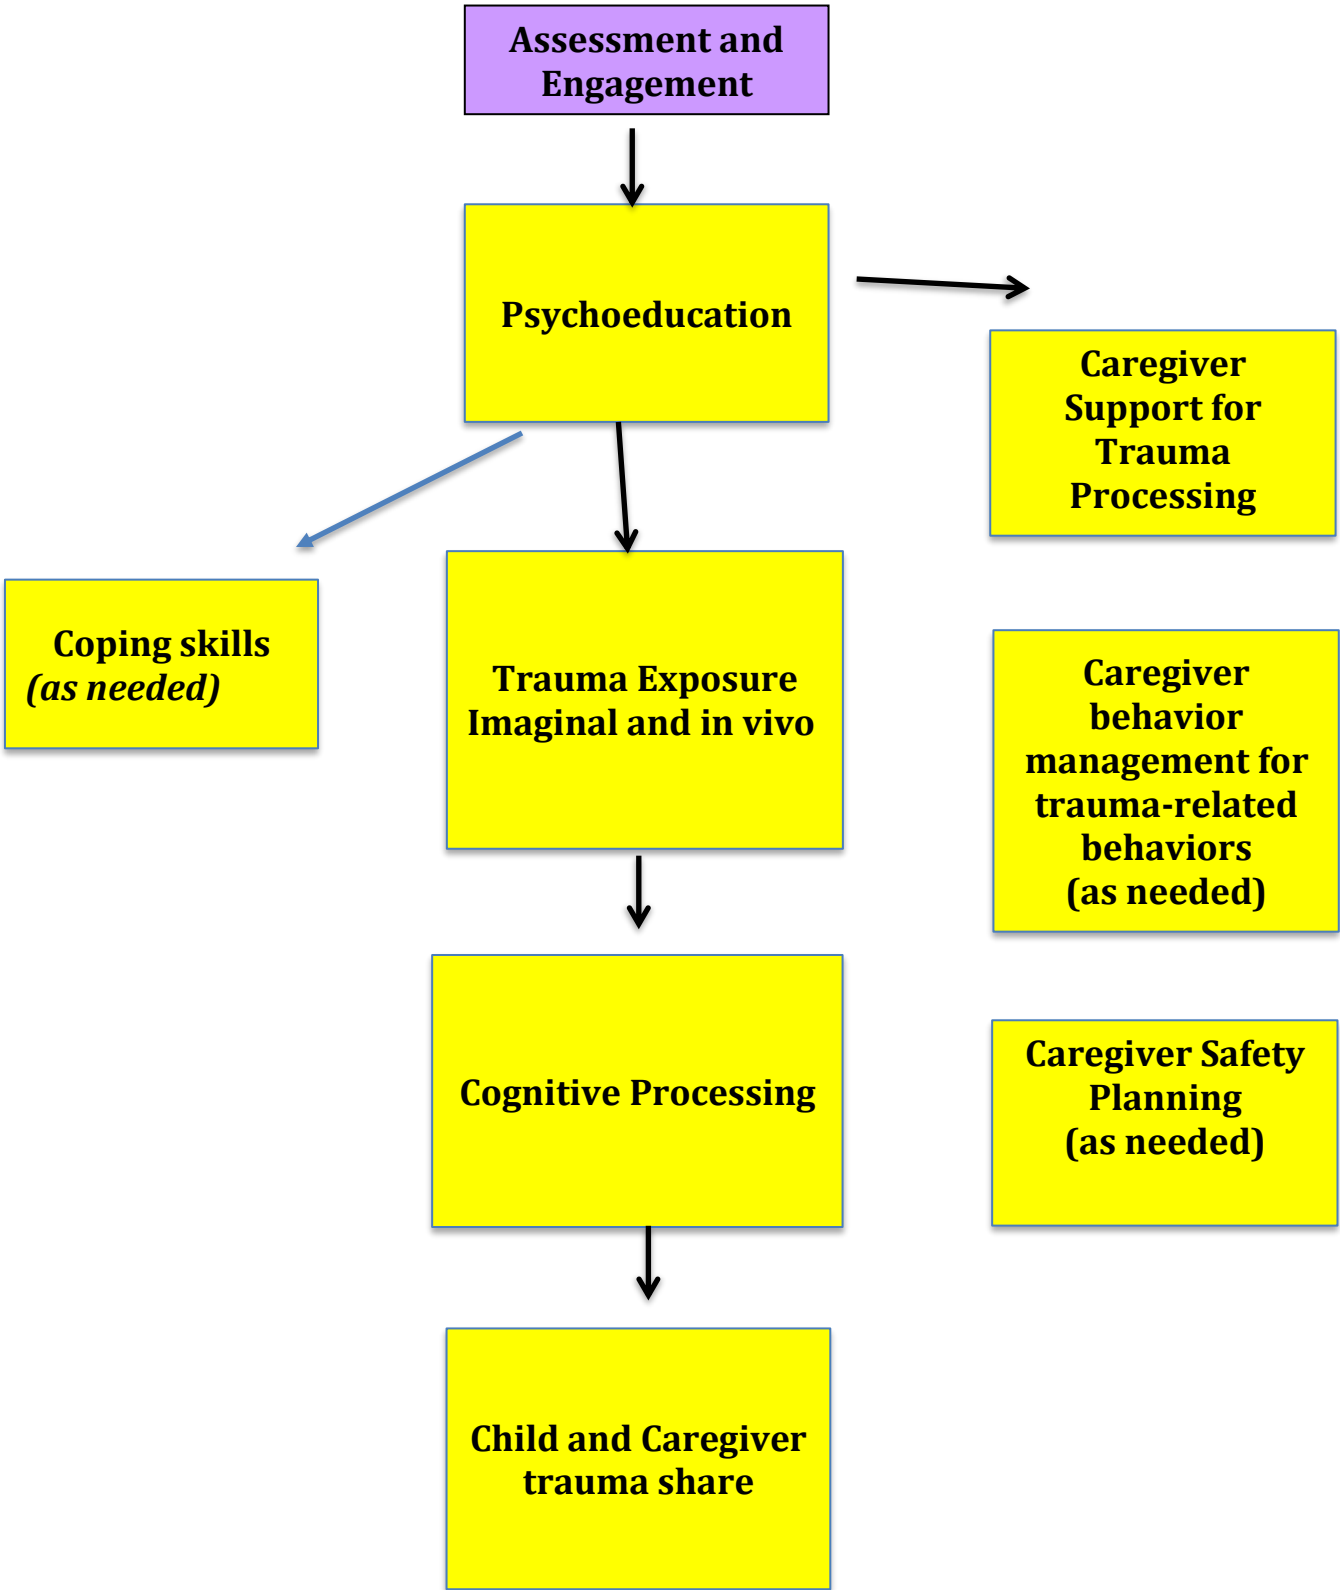 Assessment and
Engagement
Psychoeducation
Caregiver
Support for
Trauma
Processing
Coping skills
(as needed)
Trauma Exposure
Imaginal and in vivo
Caregiver
behavior
management for
trauma-related
behaviors
(as needed)
Cognitive Processing
Caregiver Safety
Planning
(as needed)
Child and Caregiver
trauma share